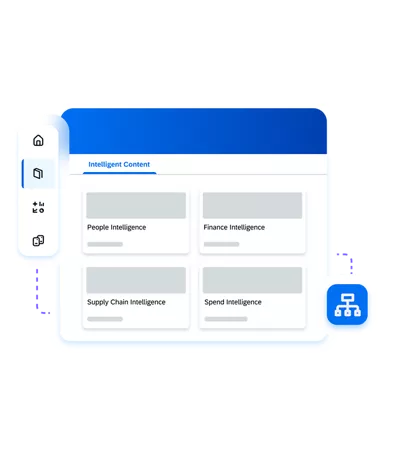 Intelligent Content
People Intelligence
Finance Intelligence
Supply Chain Intelligence
Spend Intelligence